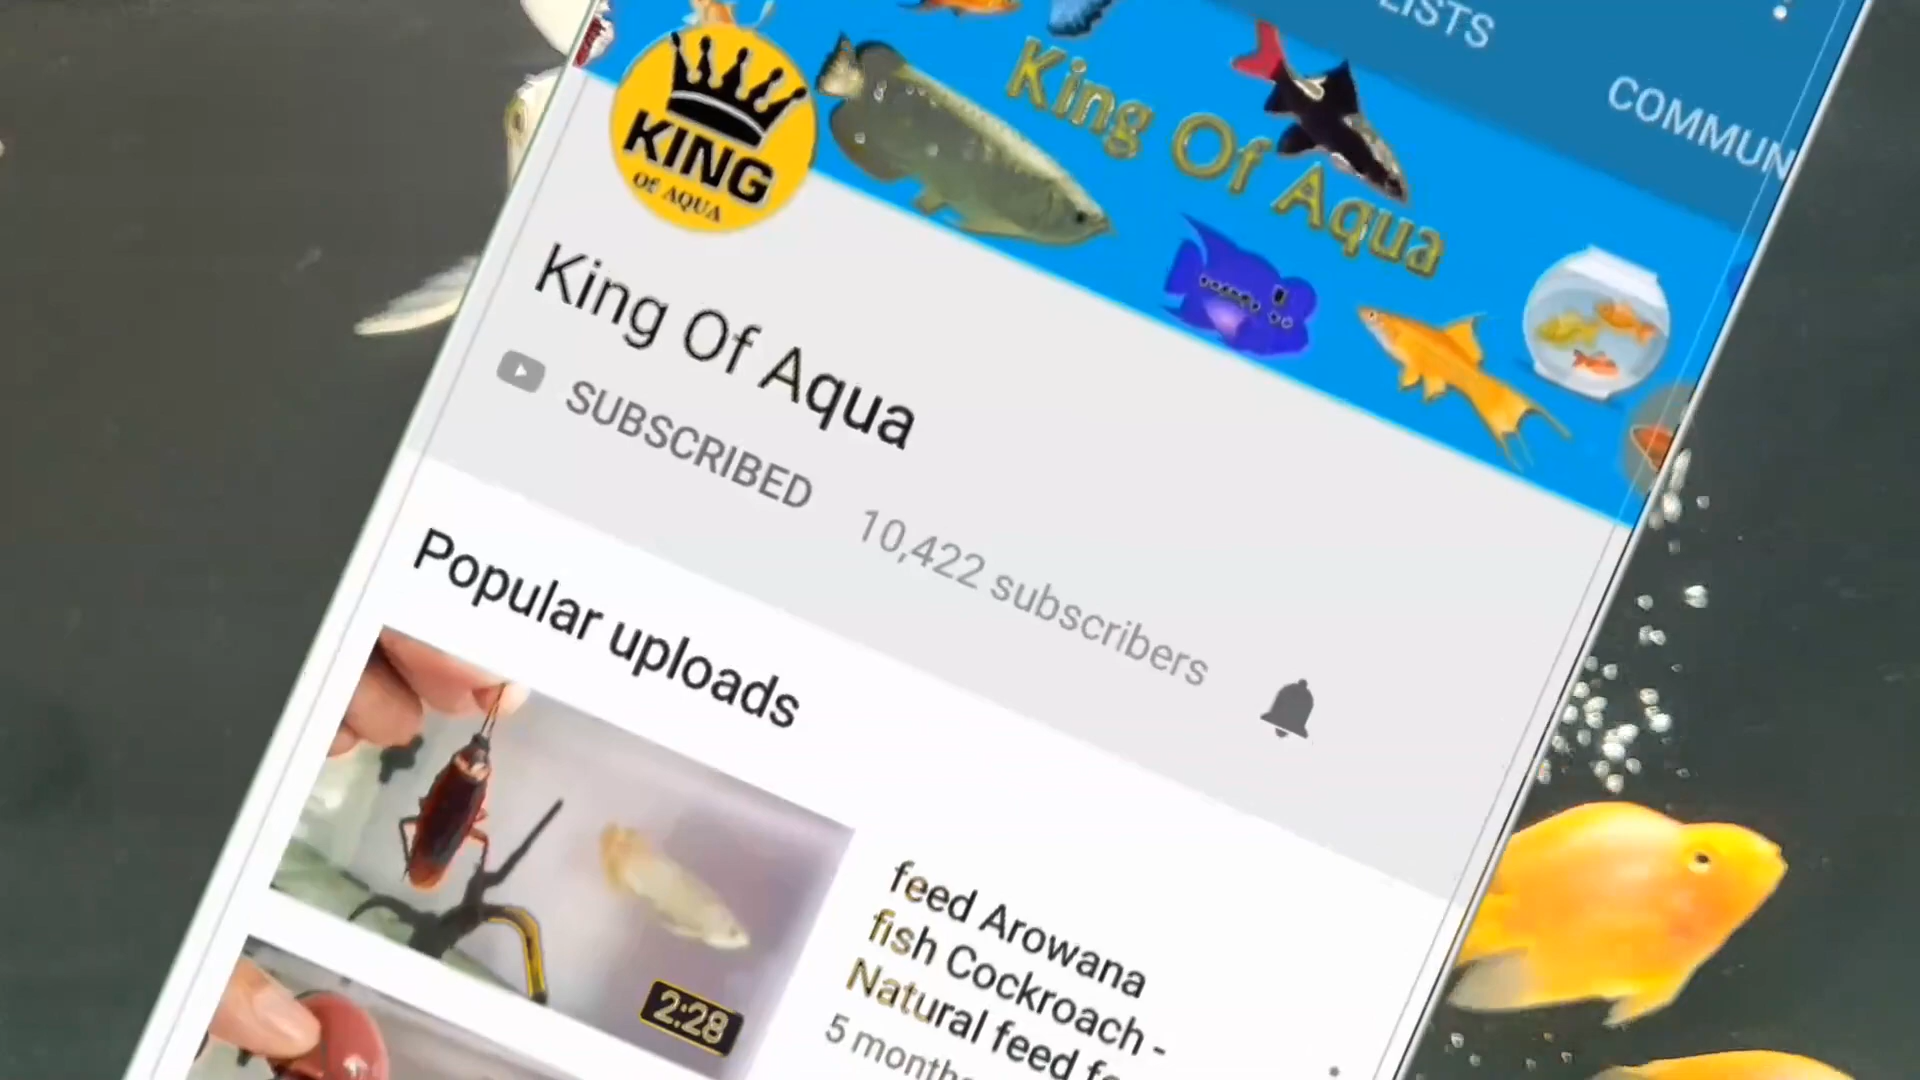 LISTS
COMMUN
King Of Aqua
KING
Of AQUA
King Of Aqua
SUBSCRIBED 10,422 subscribers
Popular uploads
feed Arowana
fish Cockroach -
Natural feed
5 months
2:28